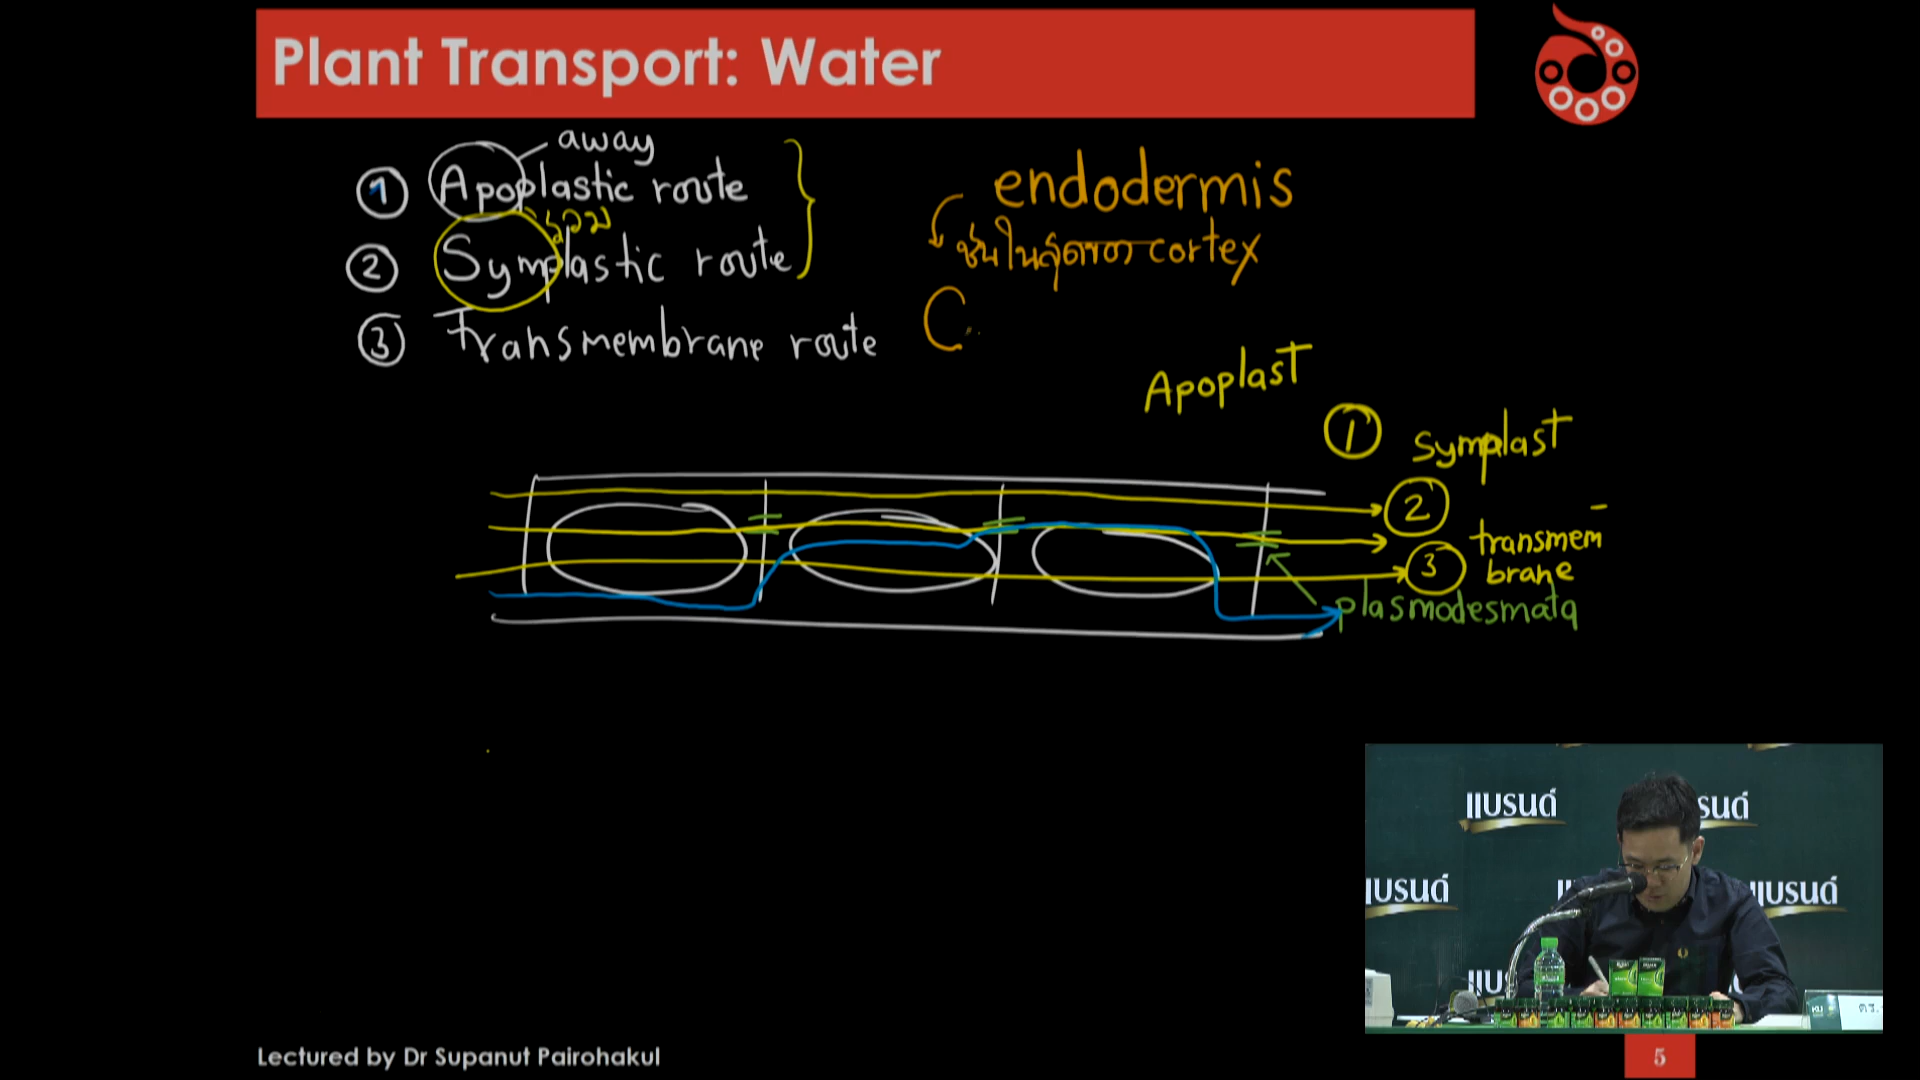 Plant Transport: Water
away
1 Apoplastic route
รวม
2 Symplastic route
3 Transmembrane route
endodermis
ชั้นในสุดของ cortex
C
Apoplast
1 symplast
2 transmem
3 brane
plasmodesmata
แบรนด์
แบรนด์
แบรนด์
ดร.
Lectured by Dr Supanut Pairohakul
5